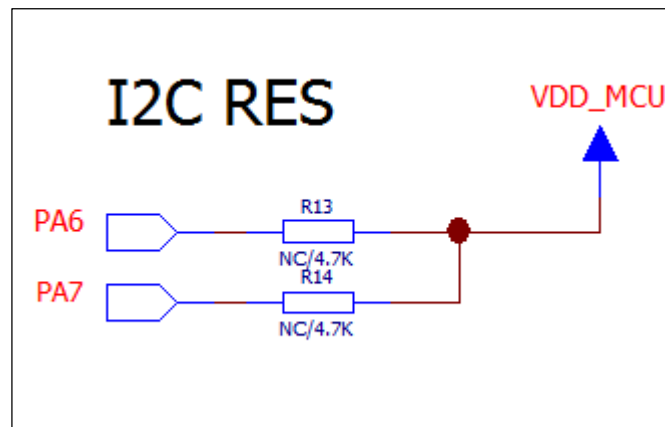 I2C RES
VDD_MCU
R13
PA6
NC/4.7K
R14
PA7
NC/4.7K